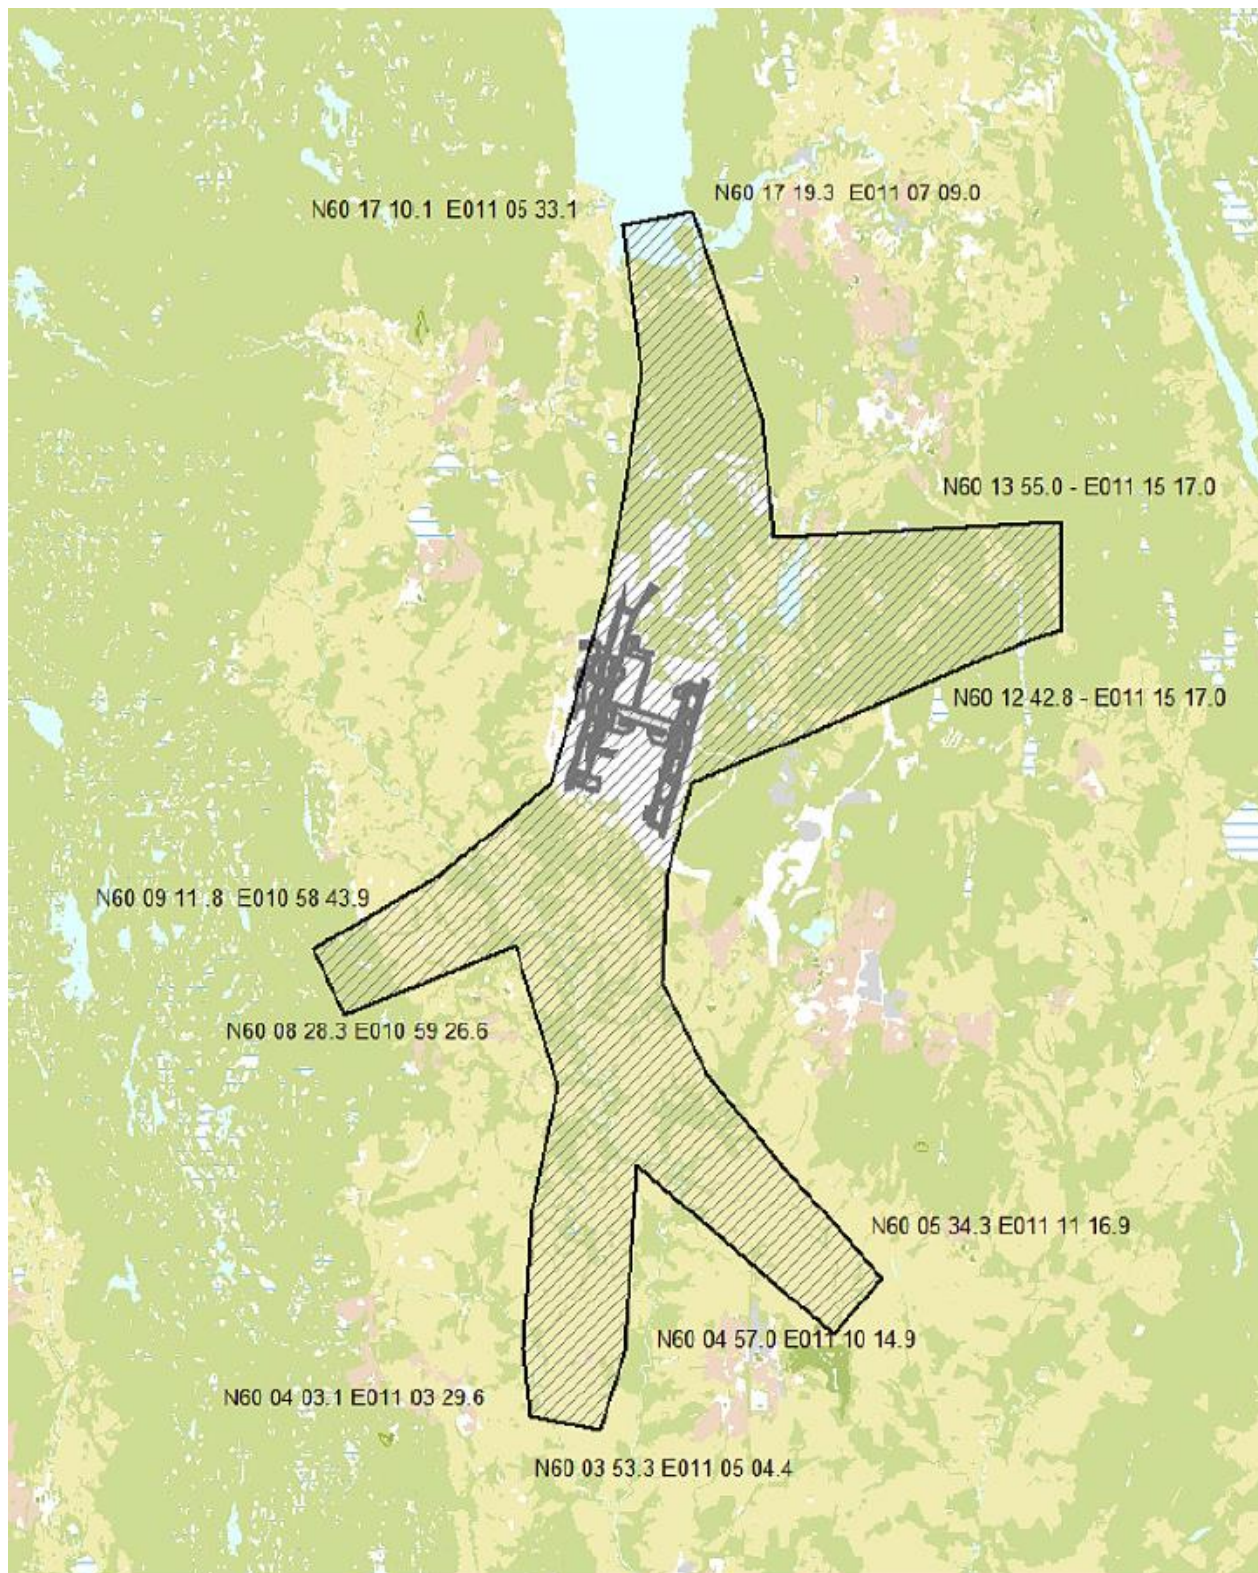 N60 17 19.3 E011 07 09.0
N60 17 10.1 E011 05 33.1
N60 13 55.0 - E011 15 17.0
N60 12 42.8 - E011 15 17.0
N60 09 11.8 E010 58 43.9
N60 08 28.3 E010 59 26.6
N60 05 34.3 E011 11 16.9
N60 04 57.0 E011 10 14.9
N60 04 03.1 E011 03 29.6
N60 03 53.3 E011 05 04.4